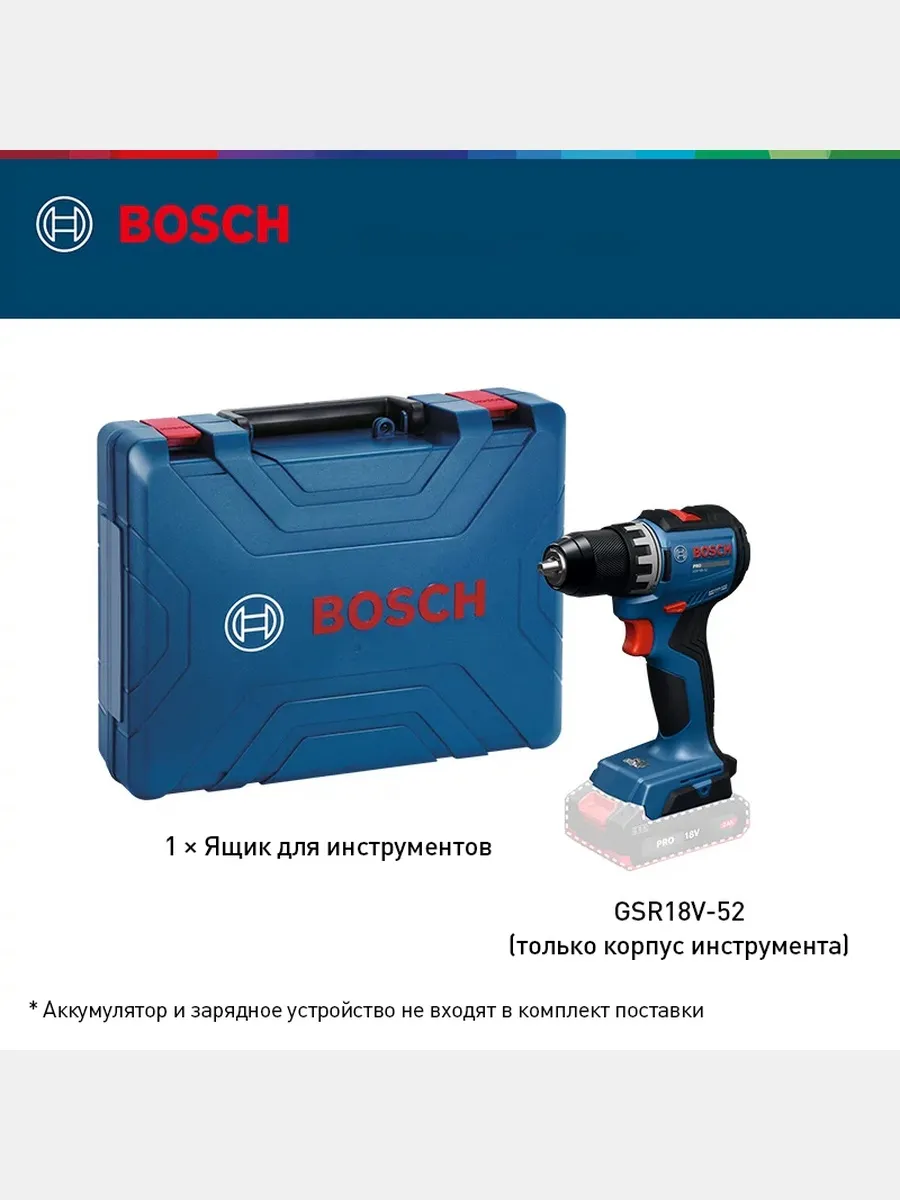 BOSCH
BOSCH
BOSCH
PRO
PRO 18V
1 × Ящик для инструментов
GSR18V-52
(только корпус инструмента)
* Аккумулятор и зарядное устройство не входят в комплект поставки